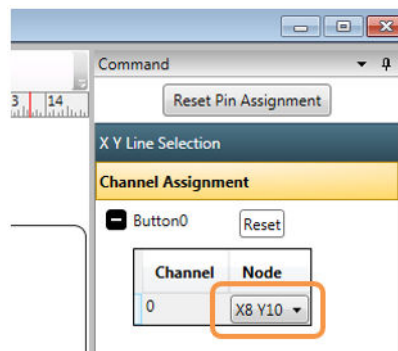 Command
3 14
Reset Pin Assignment
X Y Line Selection
Channel Assignment
Button0 Reset
Channel Node
0 X8 Y10